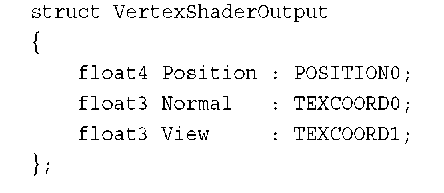 struct VertexShaderOutput
{
    float4 Position : POSITION0;
    float3 Normal   : TEXCOORD0;
    float3 View     : TEXCOORD1;
};